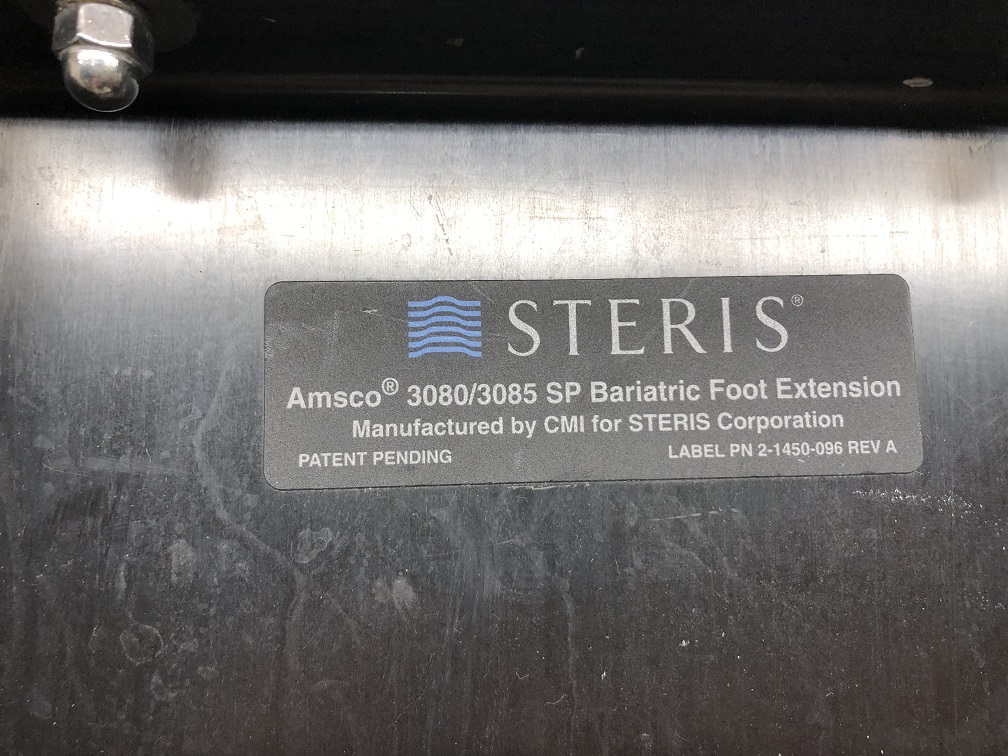 STERIS®
Amsco® 3080/3085 SP Bariatric Foot Extension
Manufactured by CMI for STERIS Corporation
PATENT PENDING LABEL PN 2-1450-096 REV A